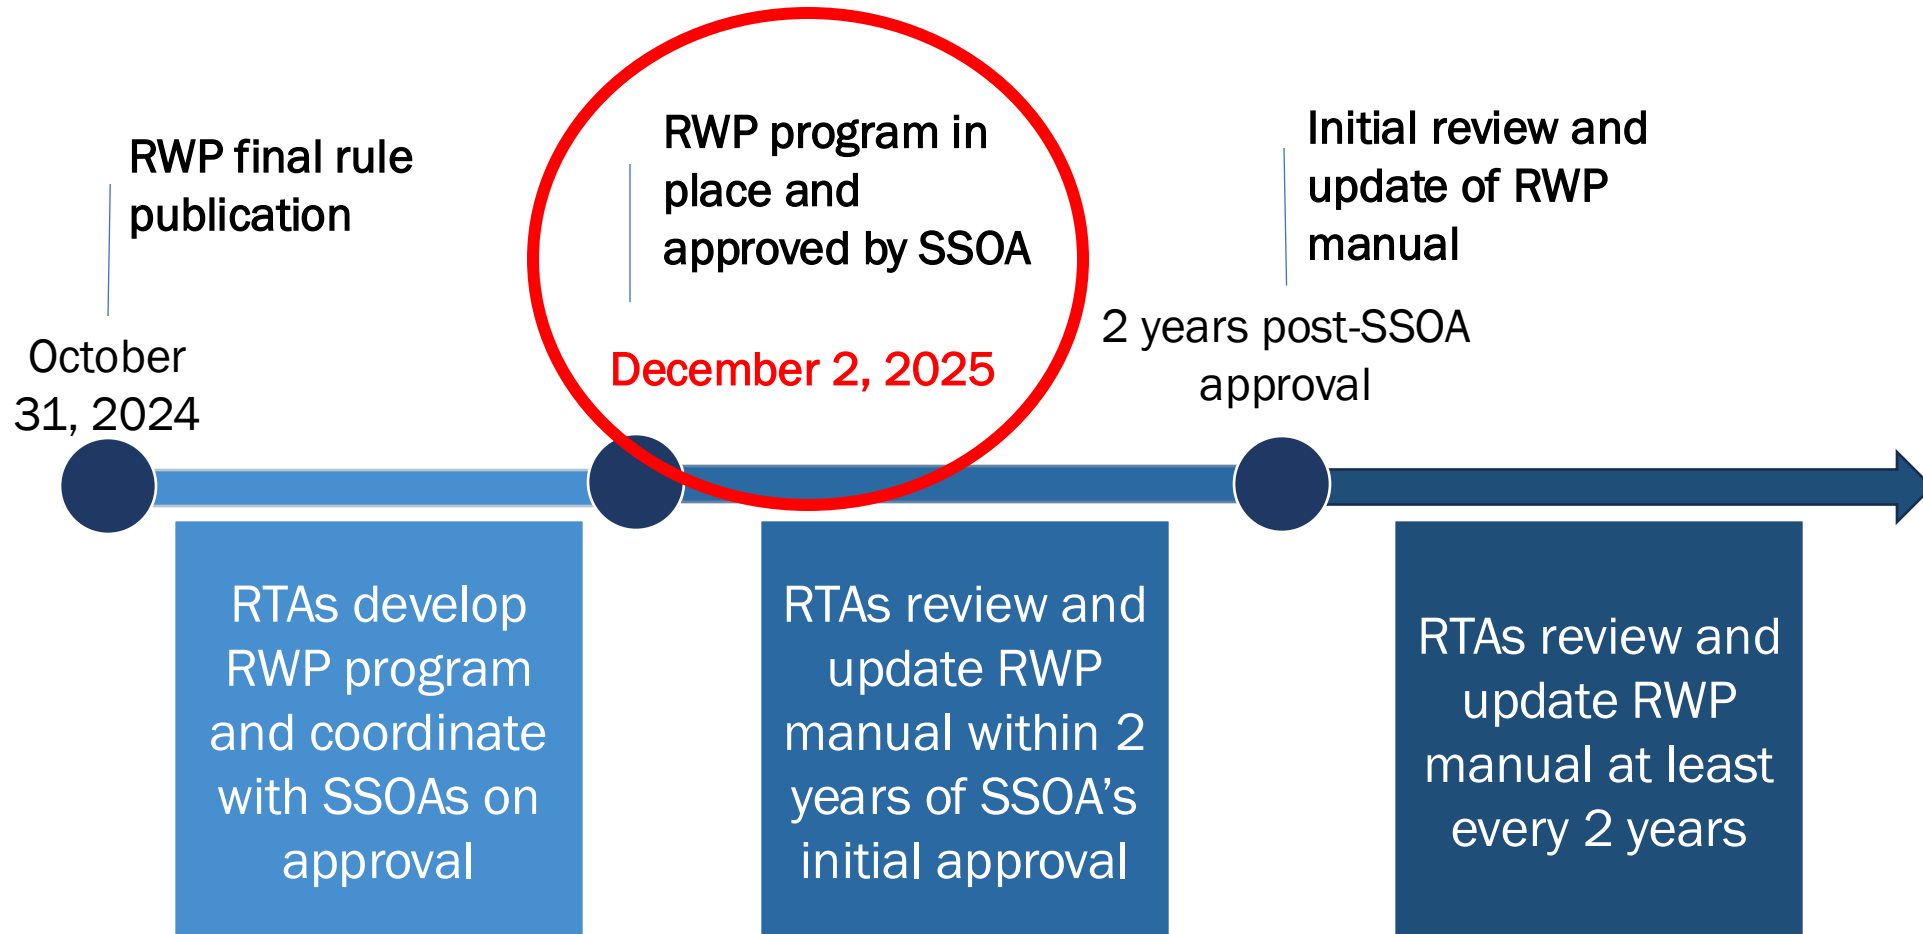 RWP final rule
publication
October
31, 2024
RWP program in
place and
approved by SSOA
December 2, 2025
Initial review and
update of RWP
manual
2 years post-SSOA
approval
RTAs develop
RWP program
and coordinate
with SSOAs on
approval
RTAs review and
update RWP
manual within 2
years of SSOA’s
initial approval
RTAs review and
update RWP
manual at least
every 2 years